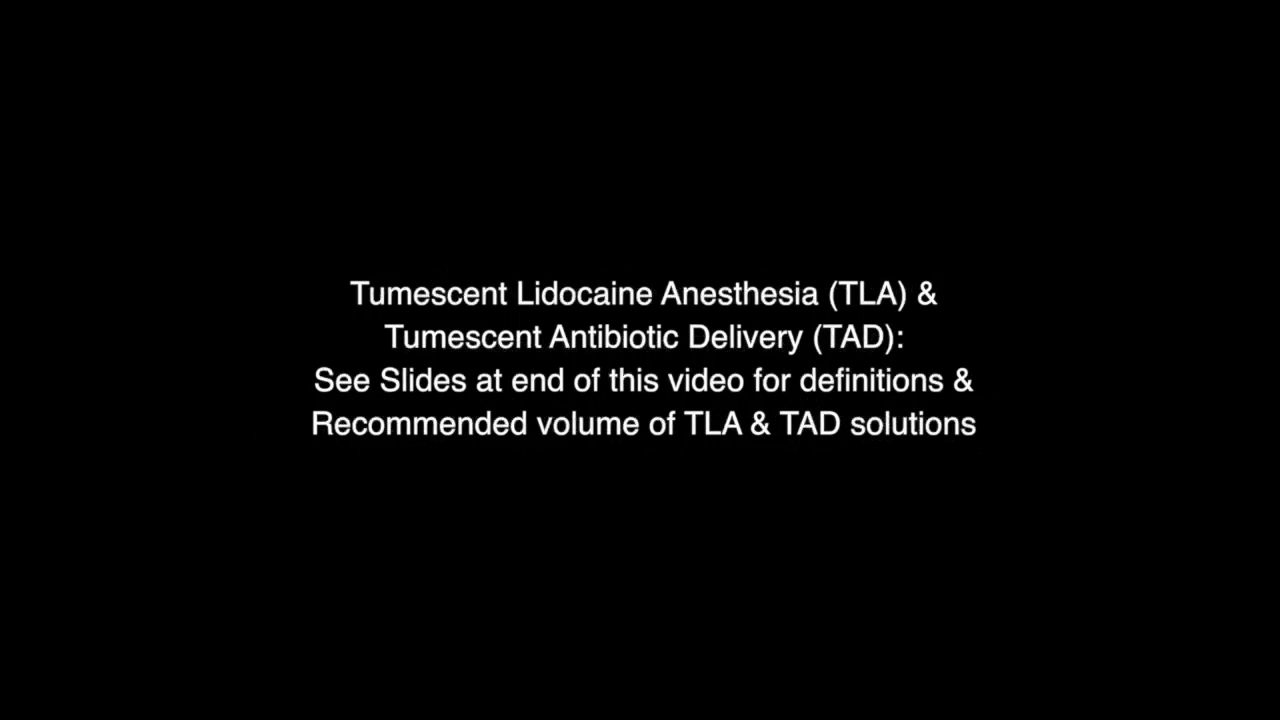 Tumescent Lidocaine Anesthesia (TLA) &
Tumescent Antibiotic Delivery (TAD):
See Slides at end of this video for definitions &
Recommended volume of TLA & TAD solutions